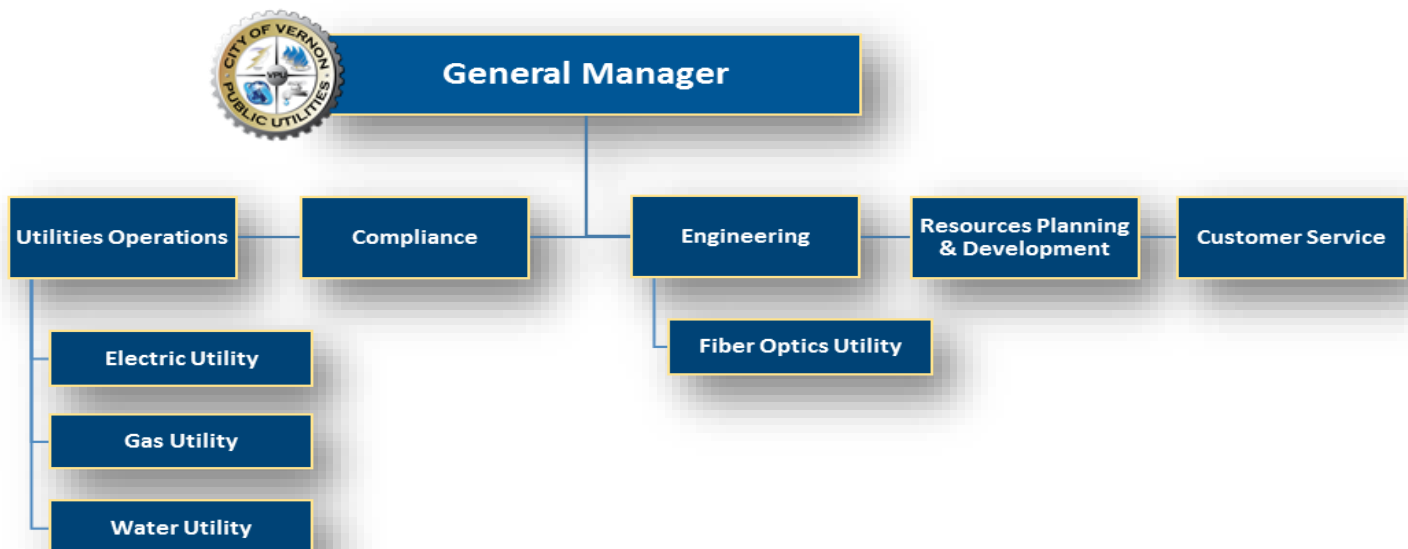 CITY OF VERNON
VPU
PUBLIC UTILITIES
General Manager
Utilities Operations
Compliance
Engineering
Resources Planning
& Development
Customer Service
Electric Utility
Fiber Optics Utility
Gas Utility
Water Utility